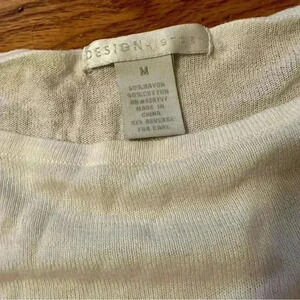 DESIGN
M
60%RAYON
40%COTTON
MADE IN
CHINA
SEE REVERSE
FOR CARE